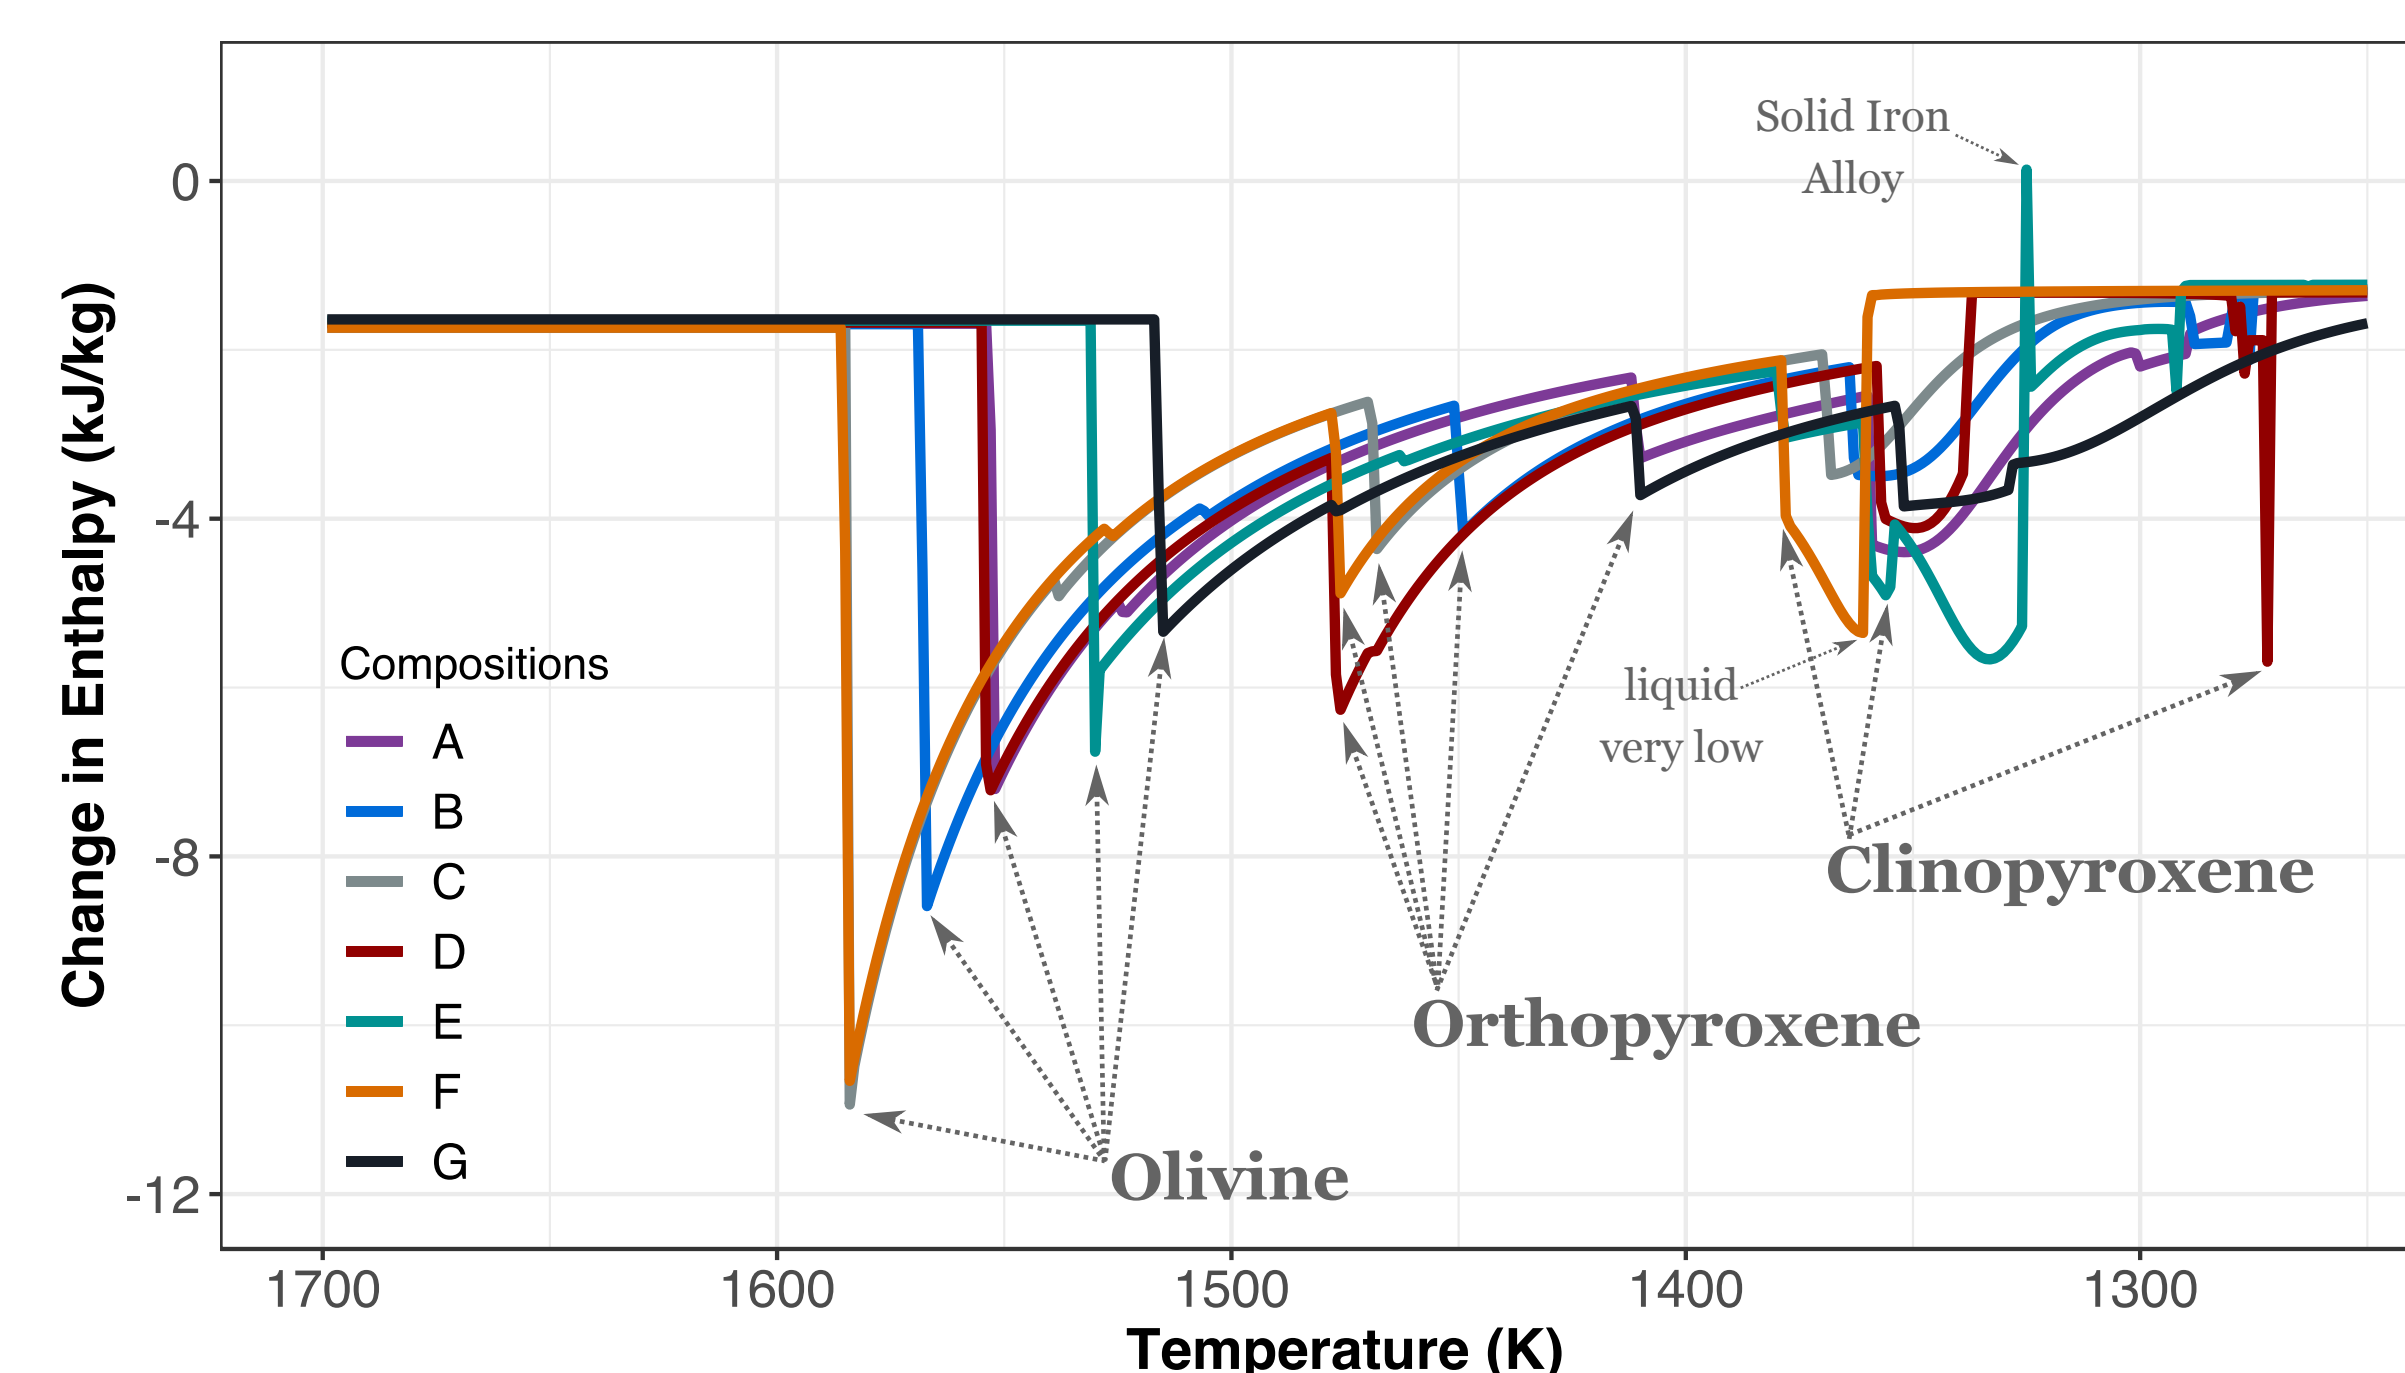 Solid Iron
Alloy
0
-4
-8
-12
Change in Enthalpy (kJ/kg)
Compositions
A
B
C
D
E
F
G
liquid
very low
Clinopyroxene
Orthopyroxene
Olivine
1700
1600
1500
1400
1300
Temperature (K)